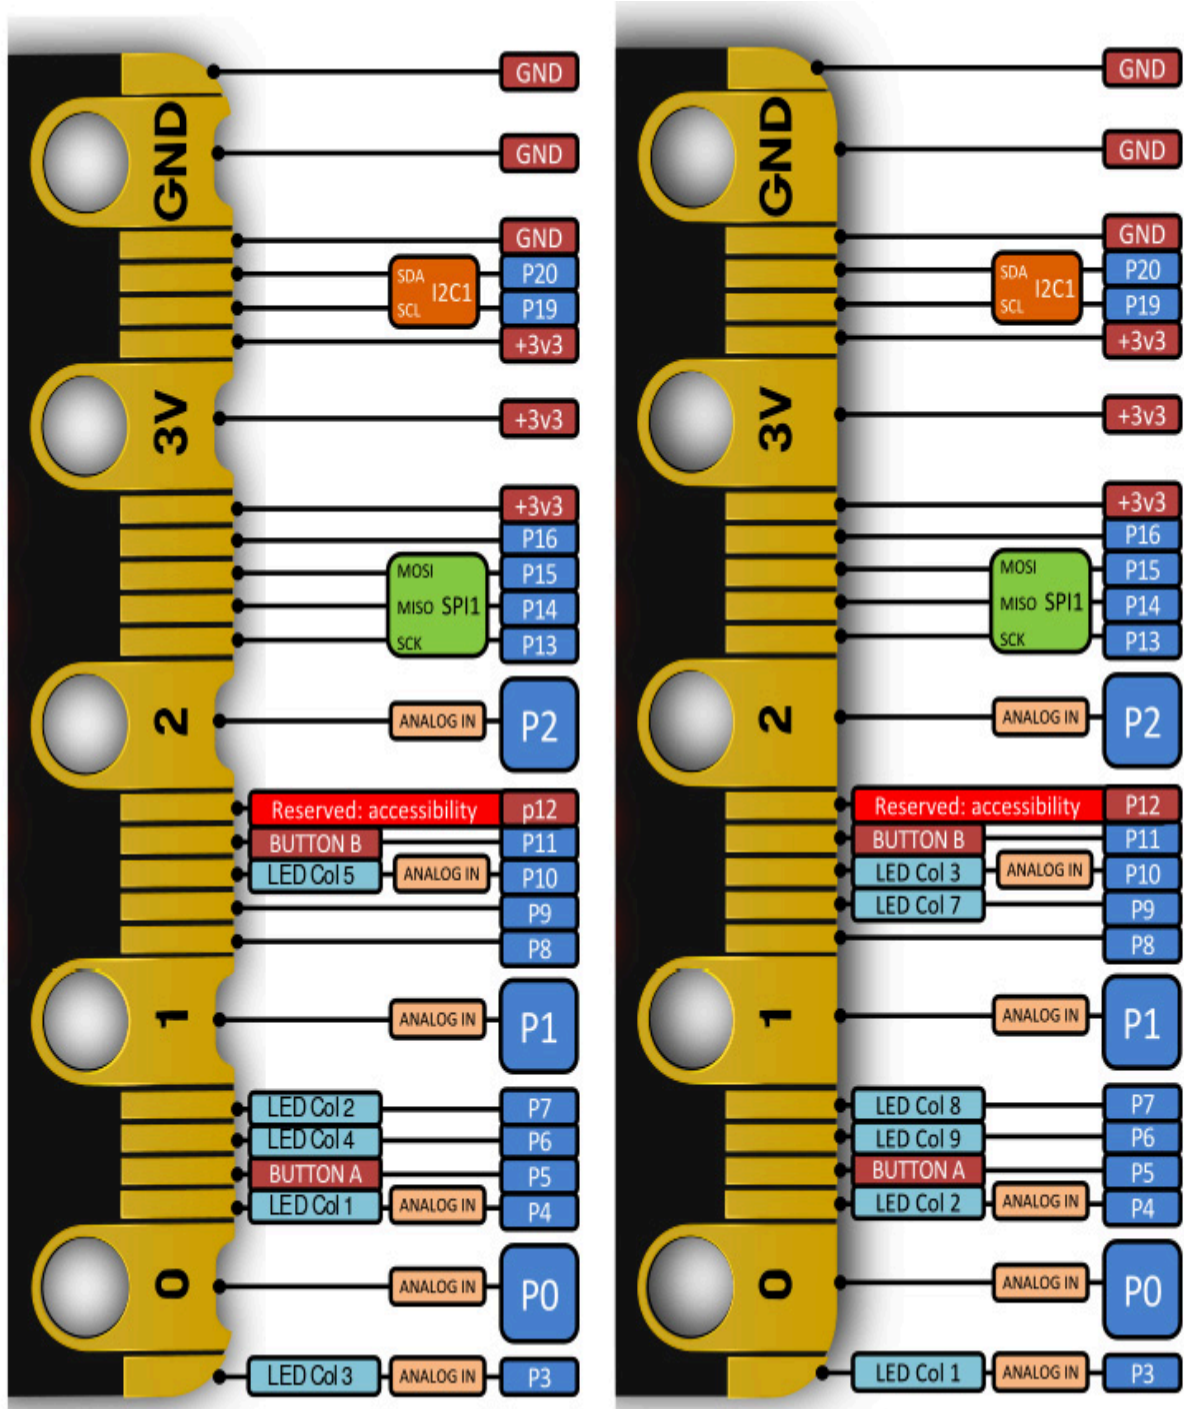 GND
GND GND
GND
SDA I2C1 P20
SCL P19
+3v3
3V +3v3
+3v3
P16
MOSI P15
MISO SPI1 P14
SCK P13
2 ANALOG IN P2
Reserved: accessibility p12
BUTTON B P11
LED Col 5 ANALOG IN P10
P9
P8
1 ANALOG IN P1
LED Col 2 P7
LED Col 4 P6
BUTTON A P5
LED Col 1 ANALOG IN P4
0 ANALOG IN P0
LED Col 3 ANALOG IN P3
GND
GND GND
GND
SDA I2C1 P20
SCL P19
+3v3
3V +3v3
+3v3
P16
MOSI P15
MISO SPI1 P14
SCK P13
2 ANALOG IN P2
Reserved: accessibility P12
BUTTON B P11
LED Col 3 ANALOG IN P10
LED Col 7 P9
P8
1 ANALOG IN P1
LED Col 8 P7
LED Col 9 P6
BUTTON A P5
LED Col 2 ANALOG IN P4
0 ANALOG IN P0
LED Col 1 ANALOG IN P3